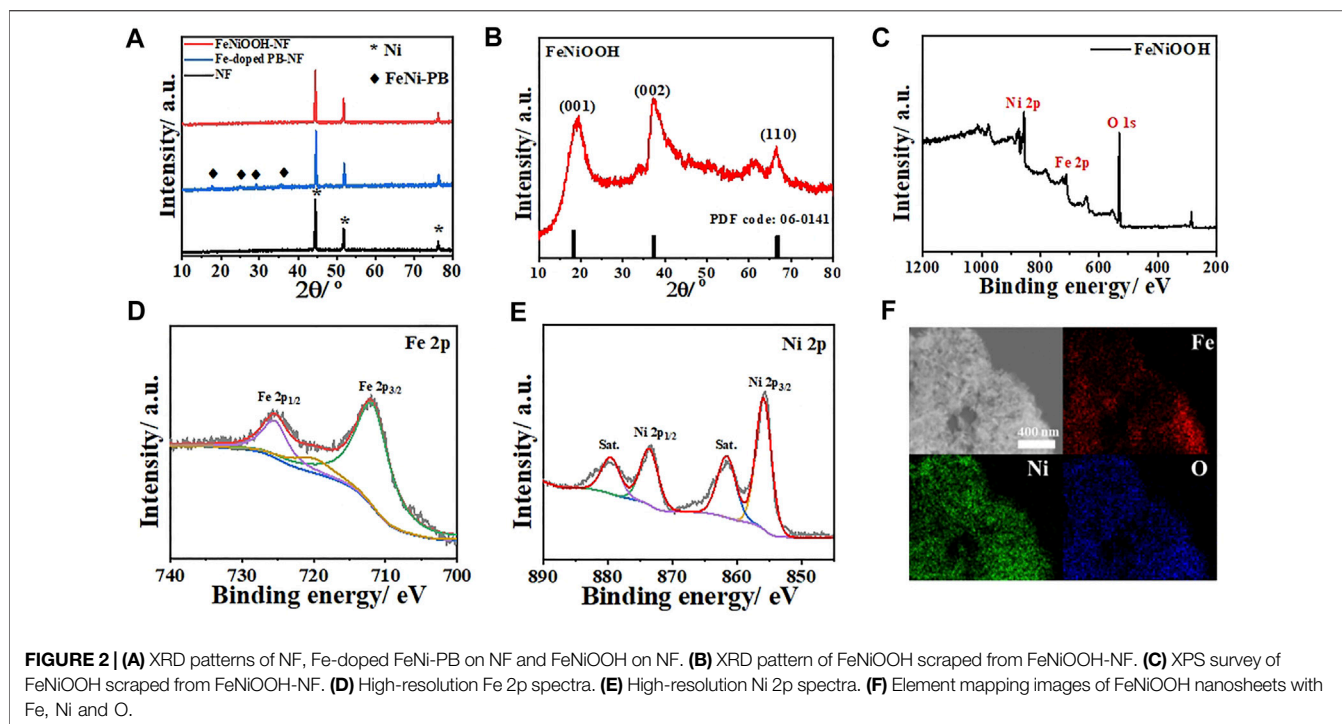 A
FeNiOOH-NF
Fe-doped PB-NF
NF
* Ni
◆ FeNi-PB
Intensity/ a.u.
* * *
10 20 30 40 50 60 70 80
2θ/ °
B
FeNiOOH
(001)
(002)
(110)
PDF code: 06-0141
Intensity/ a.u.
10 20 30 40 50 60 70 80
2θ/ °
C
FeNiOOH
Ni 2p
O 1s
Fe 2p
Intensity/ a.u.
1200 1000 800 600 400 200
Binding energy/ eV
D
Fe 2p
Fe 2p1/2
Fe 2p3/2
Intensity/ a.u.
740 730 720 710 700
Binding energy/ eV
E
Ni 2p
Ni 2p3/2
Sat.
Ni 2p1/2
Sat.
Intensity/ a.u.
890 880 870 860 850
Binding energy/ eV
F
Fe
400 nm
Ni
O
FIGURE 2 | (A) XRD patterns of NF, Fe-doped FeNi-PB on NF and FeNiOOH on NF. (B) XRD pattern of FeNiOOH scraped from FeNiOOH-NF. (C) XPS survey of
FeNiOOH scraped from FeNiOOH-NF. (D) High-resolution Fe 2p spectra. (E) High-resolution Ni 2p spectra. (F) Element mapping images of FeNiOOH nanosheets with
Fe, Ni and O.